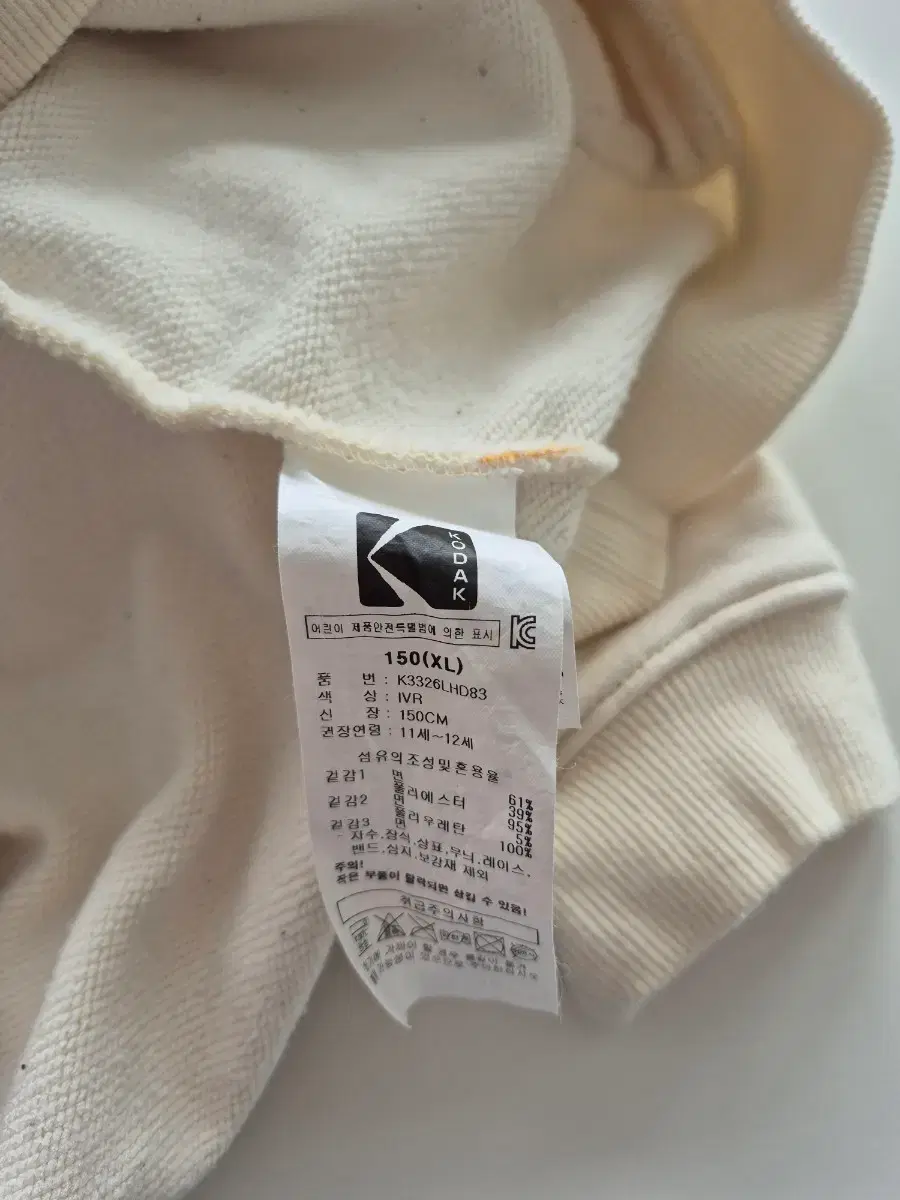 KODAK
어린이 제품안전특별법에 의한 표시
150(XL)
품 번 : K3326LHD83
색 상 : IVR
신 장 : 150CM
권장연령 : 11세~12세
섬유의조성및혼용율
겉감1 면 61%
폴리에스터 39%
겉감2 면 95%
폴리우레탄 5%
겉감3 면 100%
- 자수.장식.상표.무늬.레이스.
밴드.심지.보강재 제외
주의!
작은 부품이 탈락되면 삼킬 수 있음!
취급주의사항